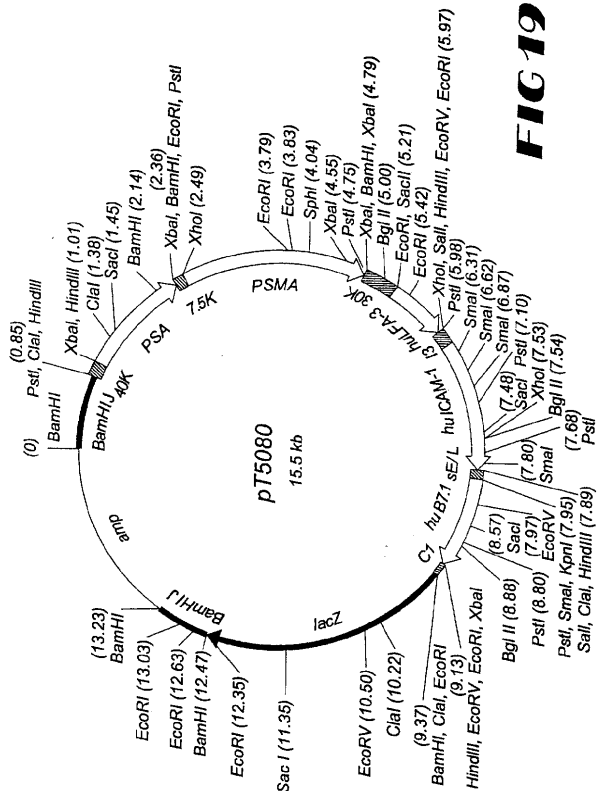 (0)
BamHI
BamHI J
40K
(0.85)
PstI, ClaI, HindIII
XbaI, HindIII (1.01)
ClaI (1.38)
SacI (1.45)
PSA
BamHI (2.14)
(2.36)
XbaI, BamHI, EcoRI, PstI
7.5K
XhoI (2.49)
PSMA
EcoRI (3.79)
EcoRI (3.83)
SphI (4.04)
XbaI (4.55)
PstI (4.75)
XbaI, BamHI, XbaI (4.79)
30K
Bgl II (5.00)
EcoRI, SacII (5.21)
huLFA-3
EcoRI (5.42)
XhoI, SalI, HindIII, EcoRV, EcoRI (5.97)
I3
PstI (5.98)
SmaI (6.31)
SmaI (6.62)
SmaI (6.87)
huICAM-1
PstI (7.10)
(7.48)
SacI
XhoI (7.53)
Bgl II (7.54)
(7.68)
PstI
(7.80)
SmaI
sE/L
SalI, ClaI, HindIII (7.89)
PstI, SmaI, KpnI (7.95)
(7.97)
EcoRV
huB7.1
(8.57)
SacI
PstI (8.80)
Bgl II (8.88)
C1
(9.13)
HindIII, EcoRV, EcoRI, XbaI
(9.37)
BamHI, ClaI, EcoRI
ClaI (10.22)
EcoRV (10.50)
lacZ
Sac I (11.35)
EcoRI (12.35)
BamHI (12.47)
BamHI J
EcoRI (12.63)
EcoRI (13.03)
(13.23)
BamHI
amp
pT5080
15.5 kb
FIG 19